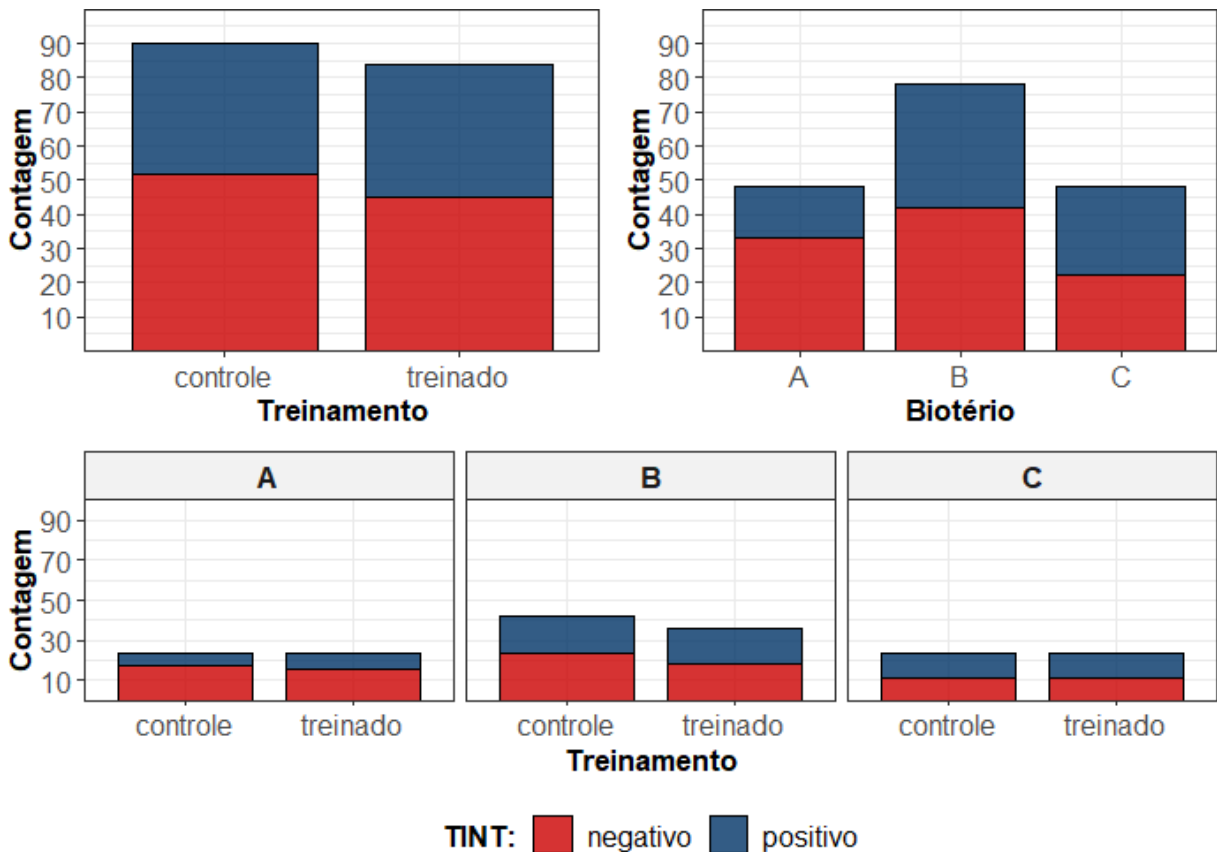 Contagem
90
80
70
60
50
40
30
20
10
controle treinado
Treinamento
Contagem
90
80
70
60
50
40
30
20
10
A B C
Biotério
A B C
Contagem
90
70
50
30
10
controle treinado controle treinado controle treinado
Treinamento
TINT: negativo positivo